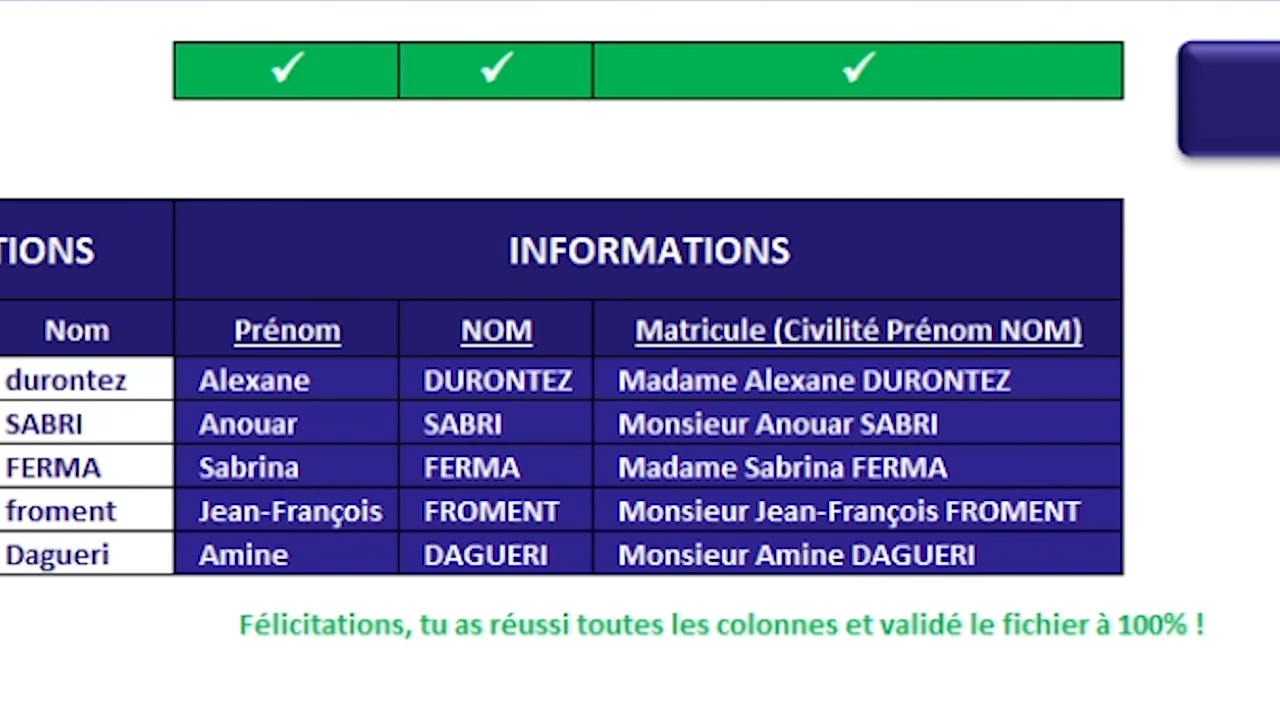 ✓ ✓ ✓
TIONS INFORMATIONS
Nom Prénom NOM Matricule (Civilité Prénom NOM)
durontez Alexane DURONTEZ Madame Alexane DURONTEZ
SABRI Anouar SABRI Monsieur Anouar SABRI
FERMA Sabrina FERMA Madame Sabrina FERMA
froment Jean-François FROMENT Monsieur Jean-François FROMENT
Dagueri Amine DAGUERI Monsieur Amine DAGUERI
Félicitations, tu as réussi toutes les colonnes et validé le fichier à 100% !